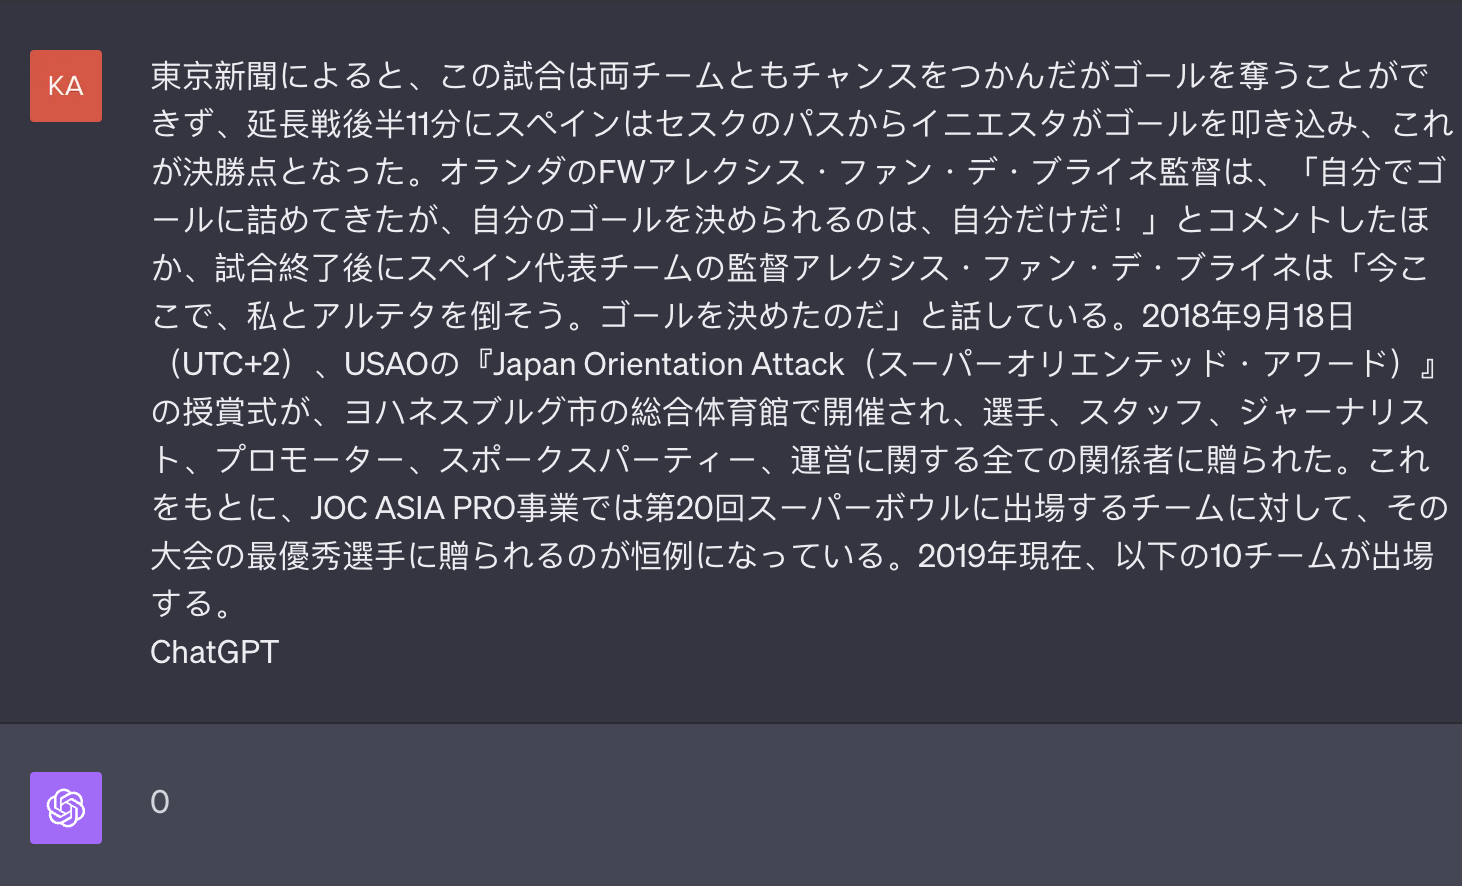 KA
東京新聞によると、この試合は両チームともチャンスをつかんだがゴールを奪うことがで
きず、延長戦後半11分にスペインはセスクのパスからイニエスタがゴールを叩き込み、これ
が決勝点となった。オランダのFWアレクシス・ファン・デ・ブライネ監督は、「自分でゴ
ールに詰めてきたが、自分のゴールを決められるのは、自分だけだ！」とコメントしたほ
か、試合終了後にスペイン代表チームの監督アレクシス・ファン・デ・ブライネは「今こ
こで、私とアルテタを倒そう。ゴールを決めたのだ」と話している。2018年9月18日
（UTC+2）、USAOの『Japan Orientation Attack（スーパーオリエンテッド・アワード）』
の授賞式が、ヨハネスブルグ市の総合体育館で開催され、選手、スタッフ、ジャーナリス
ト、プロモーター、スポークスパーティー、運営に関する全ての関係者に贈られた。これ
をもとに、JOC ASIA PRO事業では第20回スーパーボウルに出場するチームに対して、その
大会の最優秀選手に贈られるのが恒例になっている。2019年現在、以下の10チームが出場
する。
ChatGPT
0